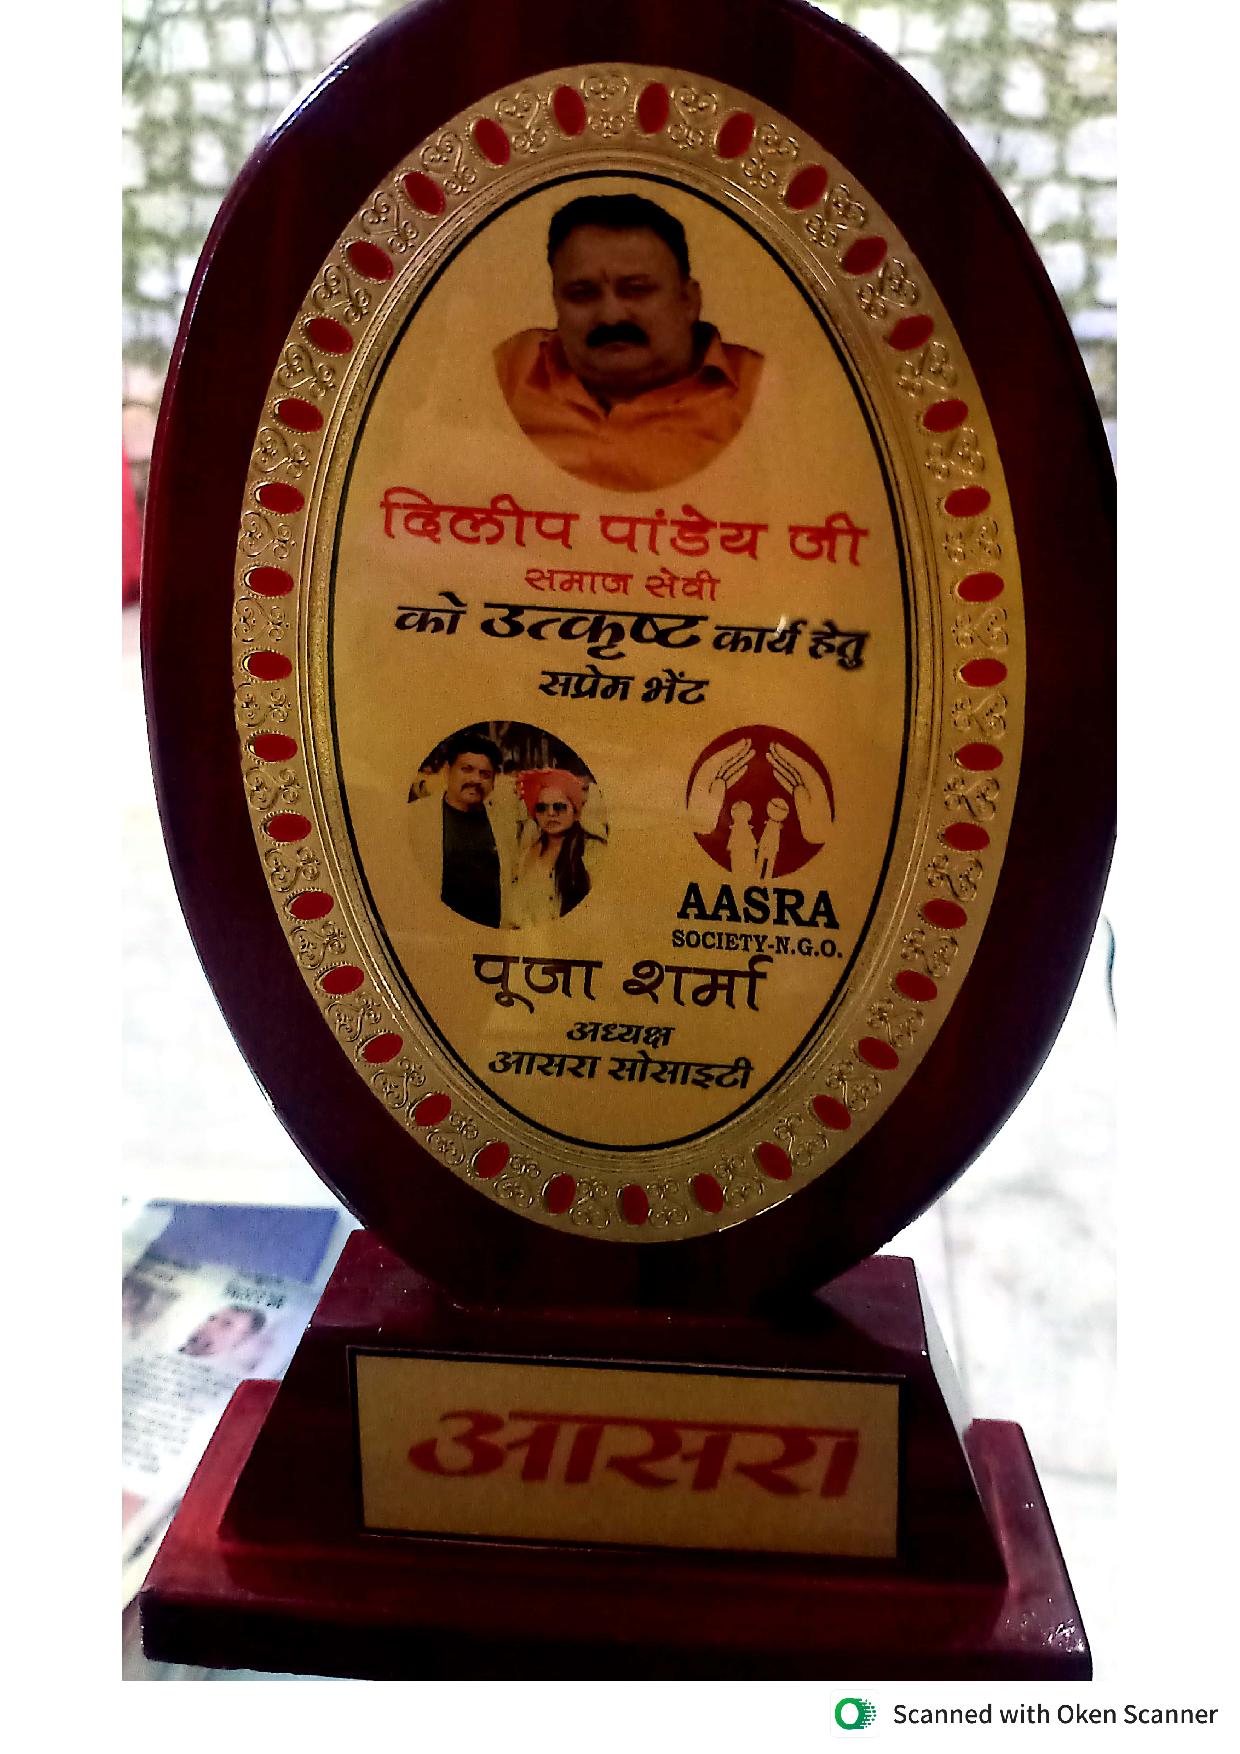 दिलीप पांडेय जी
समाज सेवी
को उत्कृष्ट कार्य हेतु
सप्रेम भेंट
AASRA
SOCIETY-N.G.O.
पूजा शर्मा
अध्यक्ष
आसरा सोसाइटी
आसरा
Scanned with Oken Scanner